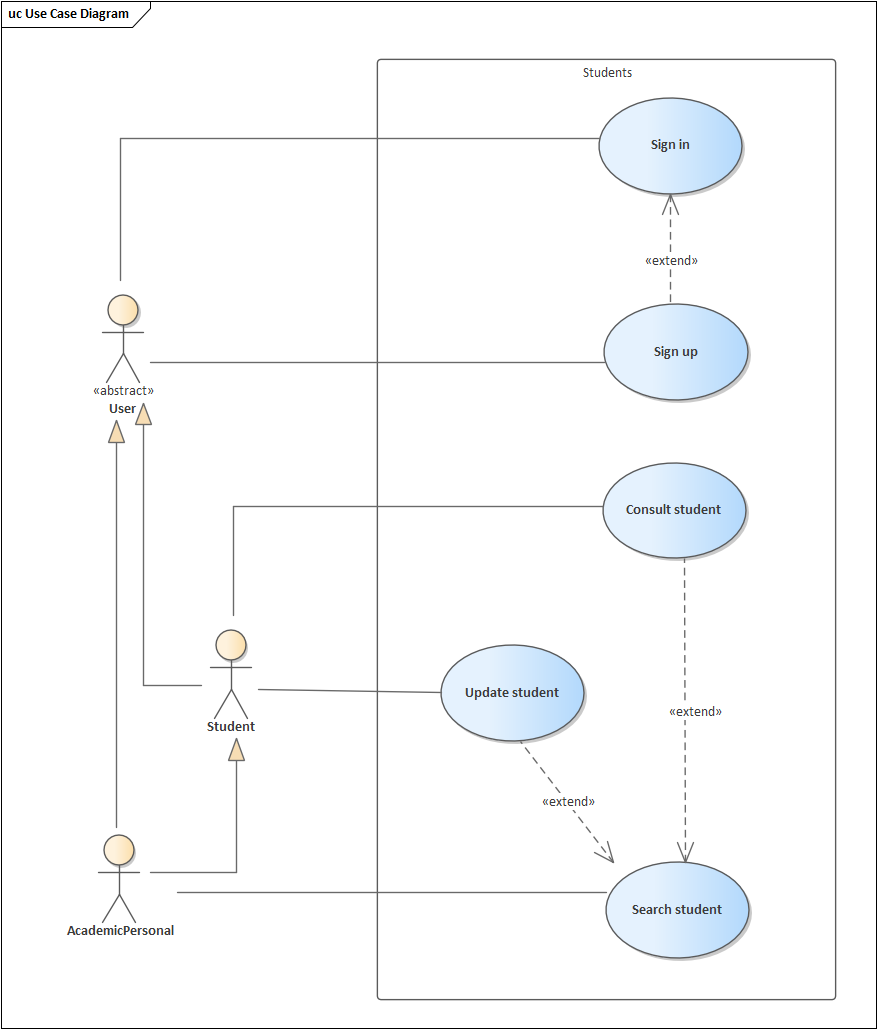 uc Use Case Diagram
Students
Sign in
«extend»
Sign up
«abstract»
User
Consult student
Update student
«extend»
Student
«extend»
Search student
AcademicPersonal